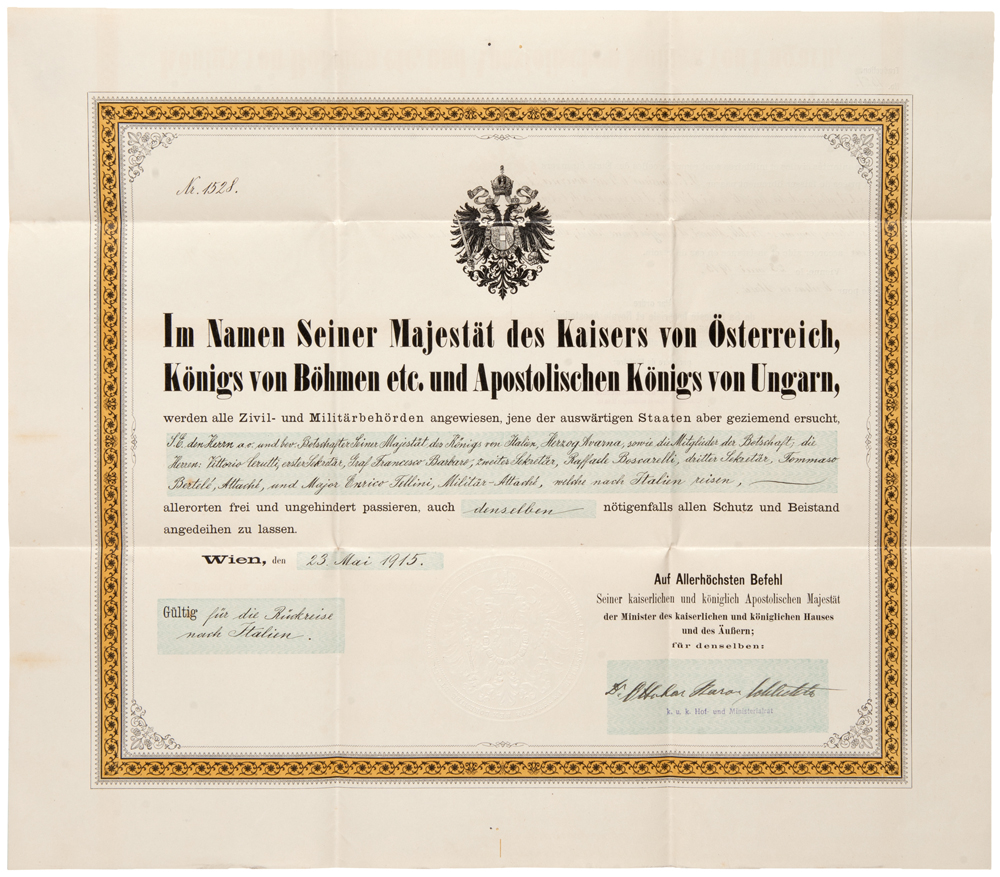 Nr. 1528.
Im Namen Seiner Majestät des Kaisers von Österreich,
Königs von Böhmen etc. und Apostolischen Königs von Ungarn,
werden alle Zivil- und Militärbehörden angewiesen, jene der auswärtigen Staaten aber geziemend ersucht,
S.E. den Herrn a.o. und bev. Botschafter Seiner Majestät des Königs von Italien, Herzog Avarna, sowie die Mitglieder der Botschaft; die
Herren: Vittorio Cerutti, erster Sekretär, Graf Francesco Barbaro, zweiter Sekretär, Raffaele Boscarelli, dritter Sekretär, Tommaso
Bertelé, Attaché, und Major Enrico Tellini, Militär-Attaché, welche nach Italien reisen,
allerorten frei und ungehindert passieren, auch denselben nötigenfalls allen Schutz und Beistand
angedeihen zu lassen.
Wien, den 23. Mai 1915.
Gültig für die Rückreise
nach Italien.
Auf Allerhöchsten Befehl
Seiner kaiserlichen und königlich Apostolischen Majestät
der Minister des kaiserlichen und königlichen Hauses
und des Äußern;
für denselben:
Dr. Ottokar
k. u. k. Hof- und Ministerialrat